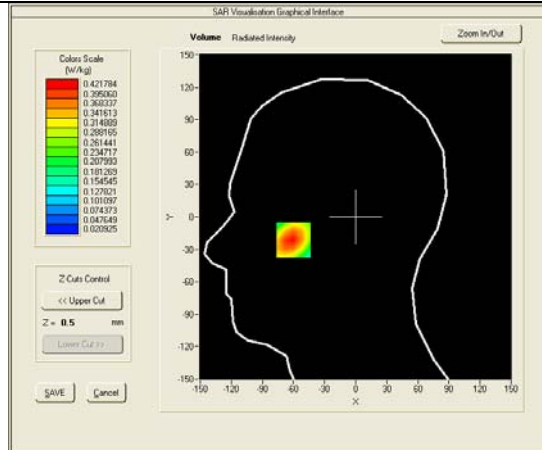 SAR Visualisation Graphical Interface
Volume Radiated Intensity
Zoom In/Out
Colors Scale
(W/kg)
0.421784
0.395060
0.368337
0.341613
0.314889
0.288165
0.261441
0.234717
0.207993
0.181269
0.154545
0.127821
0.101097
0.074373
0.047649
0.020925
Z Cuts Control
<< Upper Cut
Z = 0.5 mm
Lower Cut >>
SAVE Cancel
150
120
90
60
30
0
-30
-60
-90
-120
-150
Y
-150 -120 -90 -60 -30 0 30 60 90 120 150
X